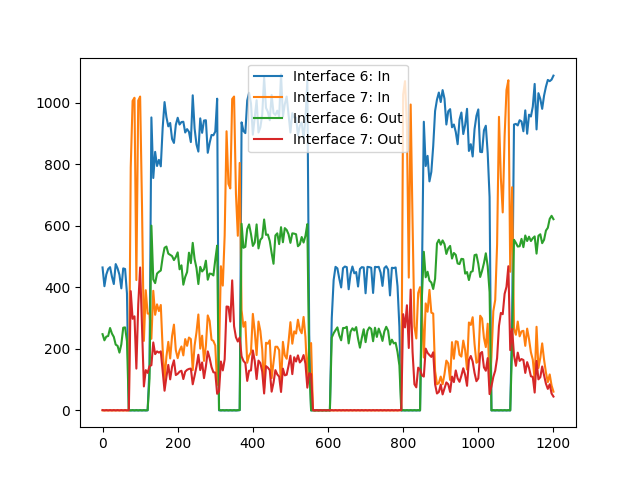 Interface 6: In
Interface 7: In
Interface 6: Out
Interface 7: Out
1000
800
600
400
200
0
0 200 400 600 800 1000 1200